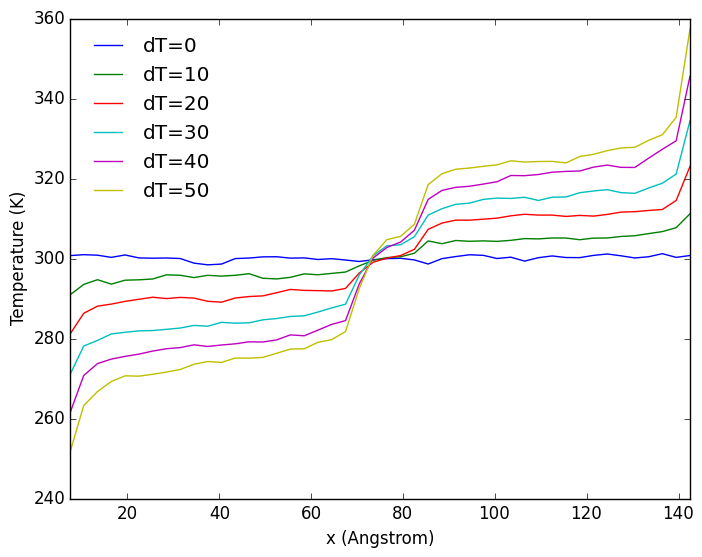 360
340
320
300
280
260
240
Temperature (K)
dT=0
dT=10
dT=20
dT=30
dT=40
dT=50
20 40 60 80 100 120 140
x (Angstrom)